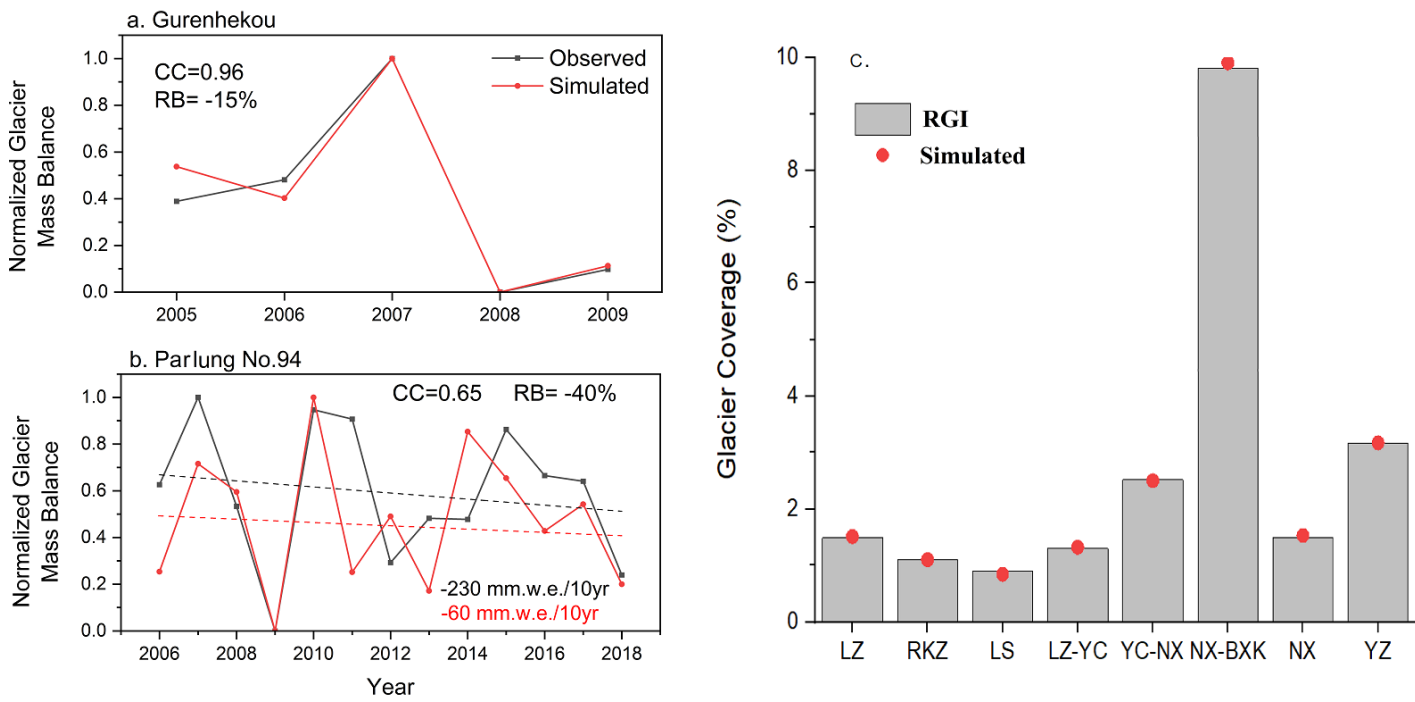 a. Gurenhekou
Normalized Glacier
Mass Balance
1.0
0.8
0.6
0.4
0.2
0.0
CC=0.96
RB= -15%
Observed
Simulated
2005 2006 2007 2008 2009
b. Parlung No.94
Normalized Glacier
Mass Balance
1.0
0.8
0.6
0.4
0.2
0.0
CC=0.65 RB= -40%
-230 mm.w.e./10yr
-60 mm.w.e./10yr
2006 2008 2010 2012 2014 2016 2018
Year
c.
Glacier Coverage (%)
10
8
6
4
2
0
RGI
Simulated
LZ RKZ LS LZ-YC YC-NX NX-BXK NX YZ